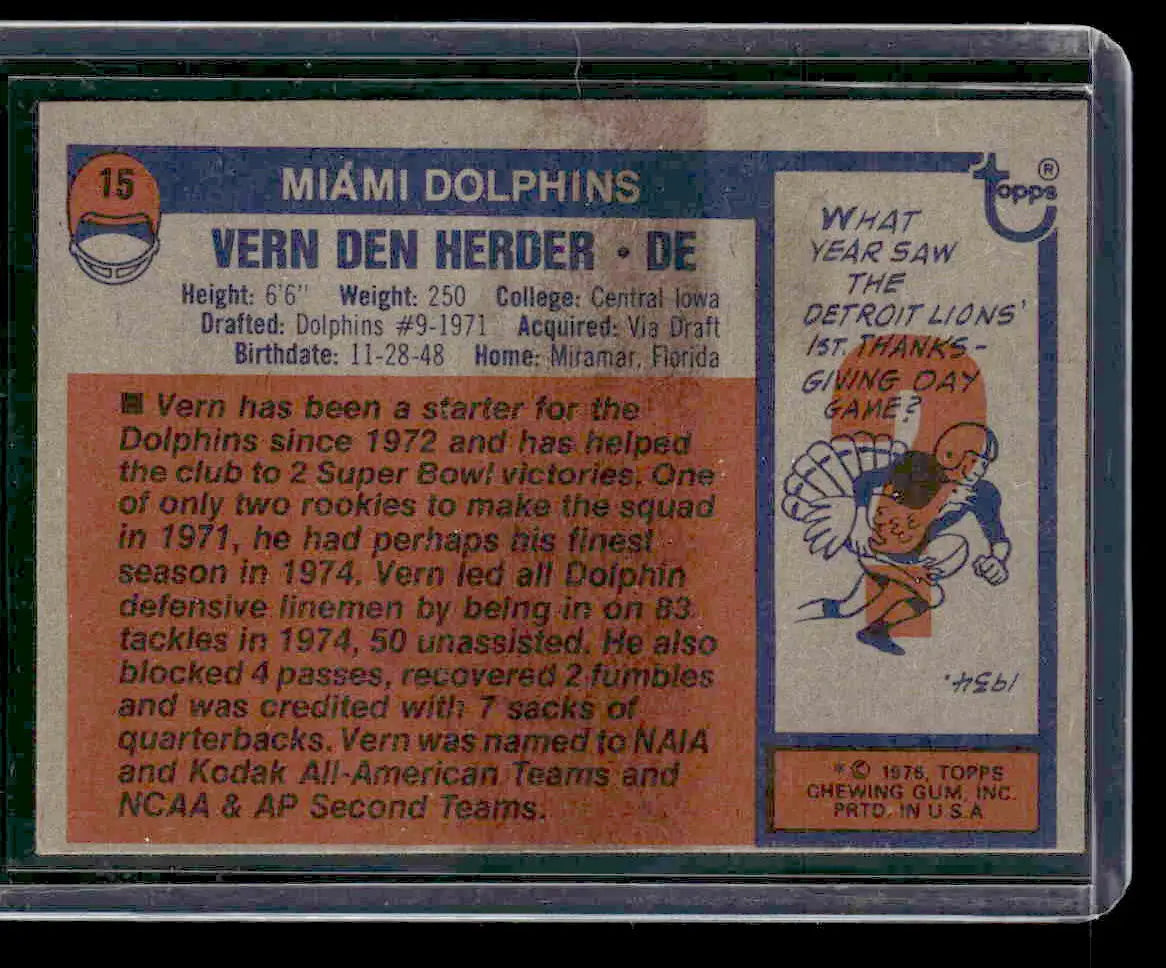 15
MIAMI DOLPHINS
VERN DEN HERDER • DE
Height: 6'6" Weight: 250 College: Central Iowa
Drafted: Dolphins #9-1971 Acquired: Via Draft
Birthdate: 11-28-48 Home: Miramar, Florida
■ Vern has been a starter for the
Dolphins since 1972 and has helped
the club to 2 Super Bowl victories. One
of only two rookies to make the squad
in 1971, he had perhaps his finest
season in 1974. Vern led all Dolphin
defensive linemen by being in on 83
tackles in 1974, 50 unassisted. He also
blocked 4 passes, recovered 2 fumbles
and was credited with 7 sacks of
quarterbacks. Vern was named to NAIA
and Kodak All-American Teams and
NCAA & AP Second Teams.
Topps ®
WHAT
YEAR SAW
THE
DETROIT LIONS'
1ST. THANKS-
GIVING DAY
GAME?
1934.
* © 1976, TOPPS
CHEWING GUM, INC.
PRTD. IN U.S.A